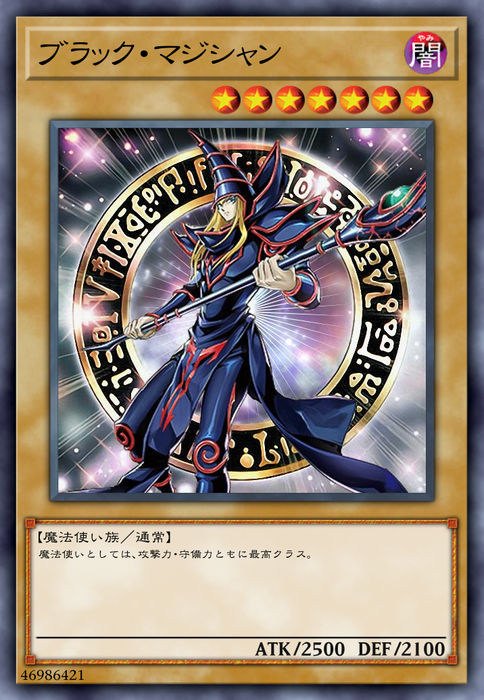 ブラック・マジシャン
やみ
闇
【魔法使い族／通常】
魔法使いとしては、攻撃力・守備力ともに最高クラス。
ATK/2500 DEF/2100
46986421